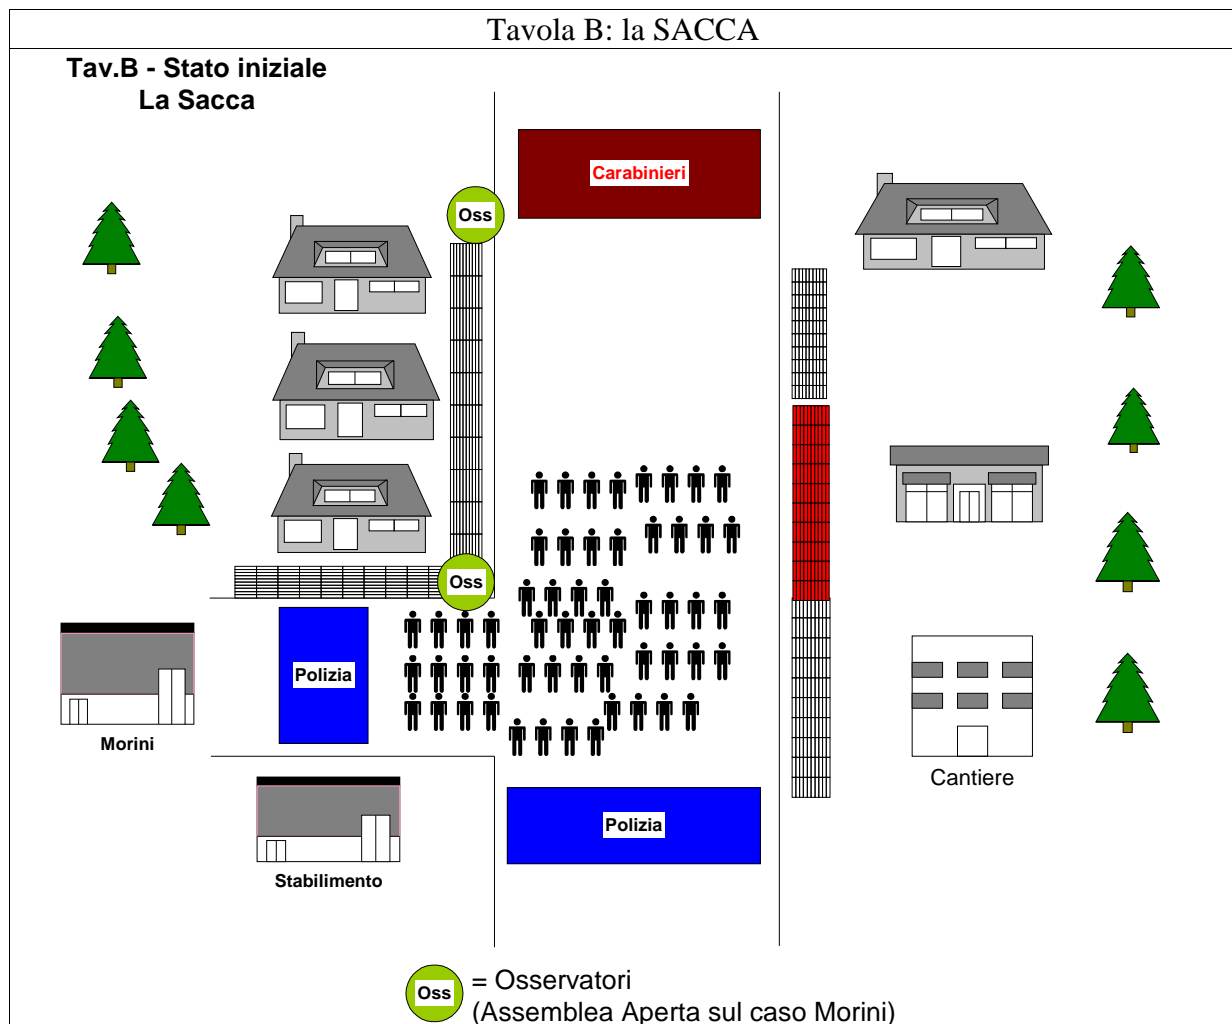 Tavola B: la SACCA
Tav.B - Stato iniziale
La Sacca
Carabinieri
Oss
Oss
Polizia
Morini
Cantiere
Polizia
Stabilimento
Oss
= Osservatori
(Assemblea Aperta sul caso Morini)